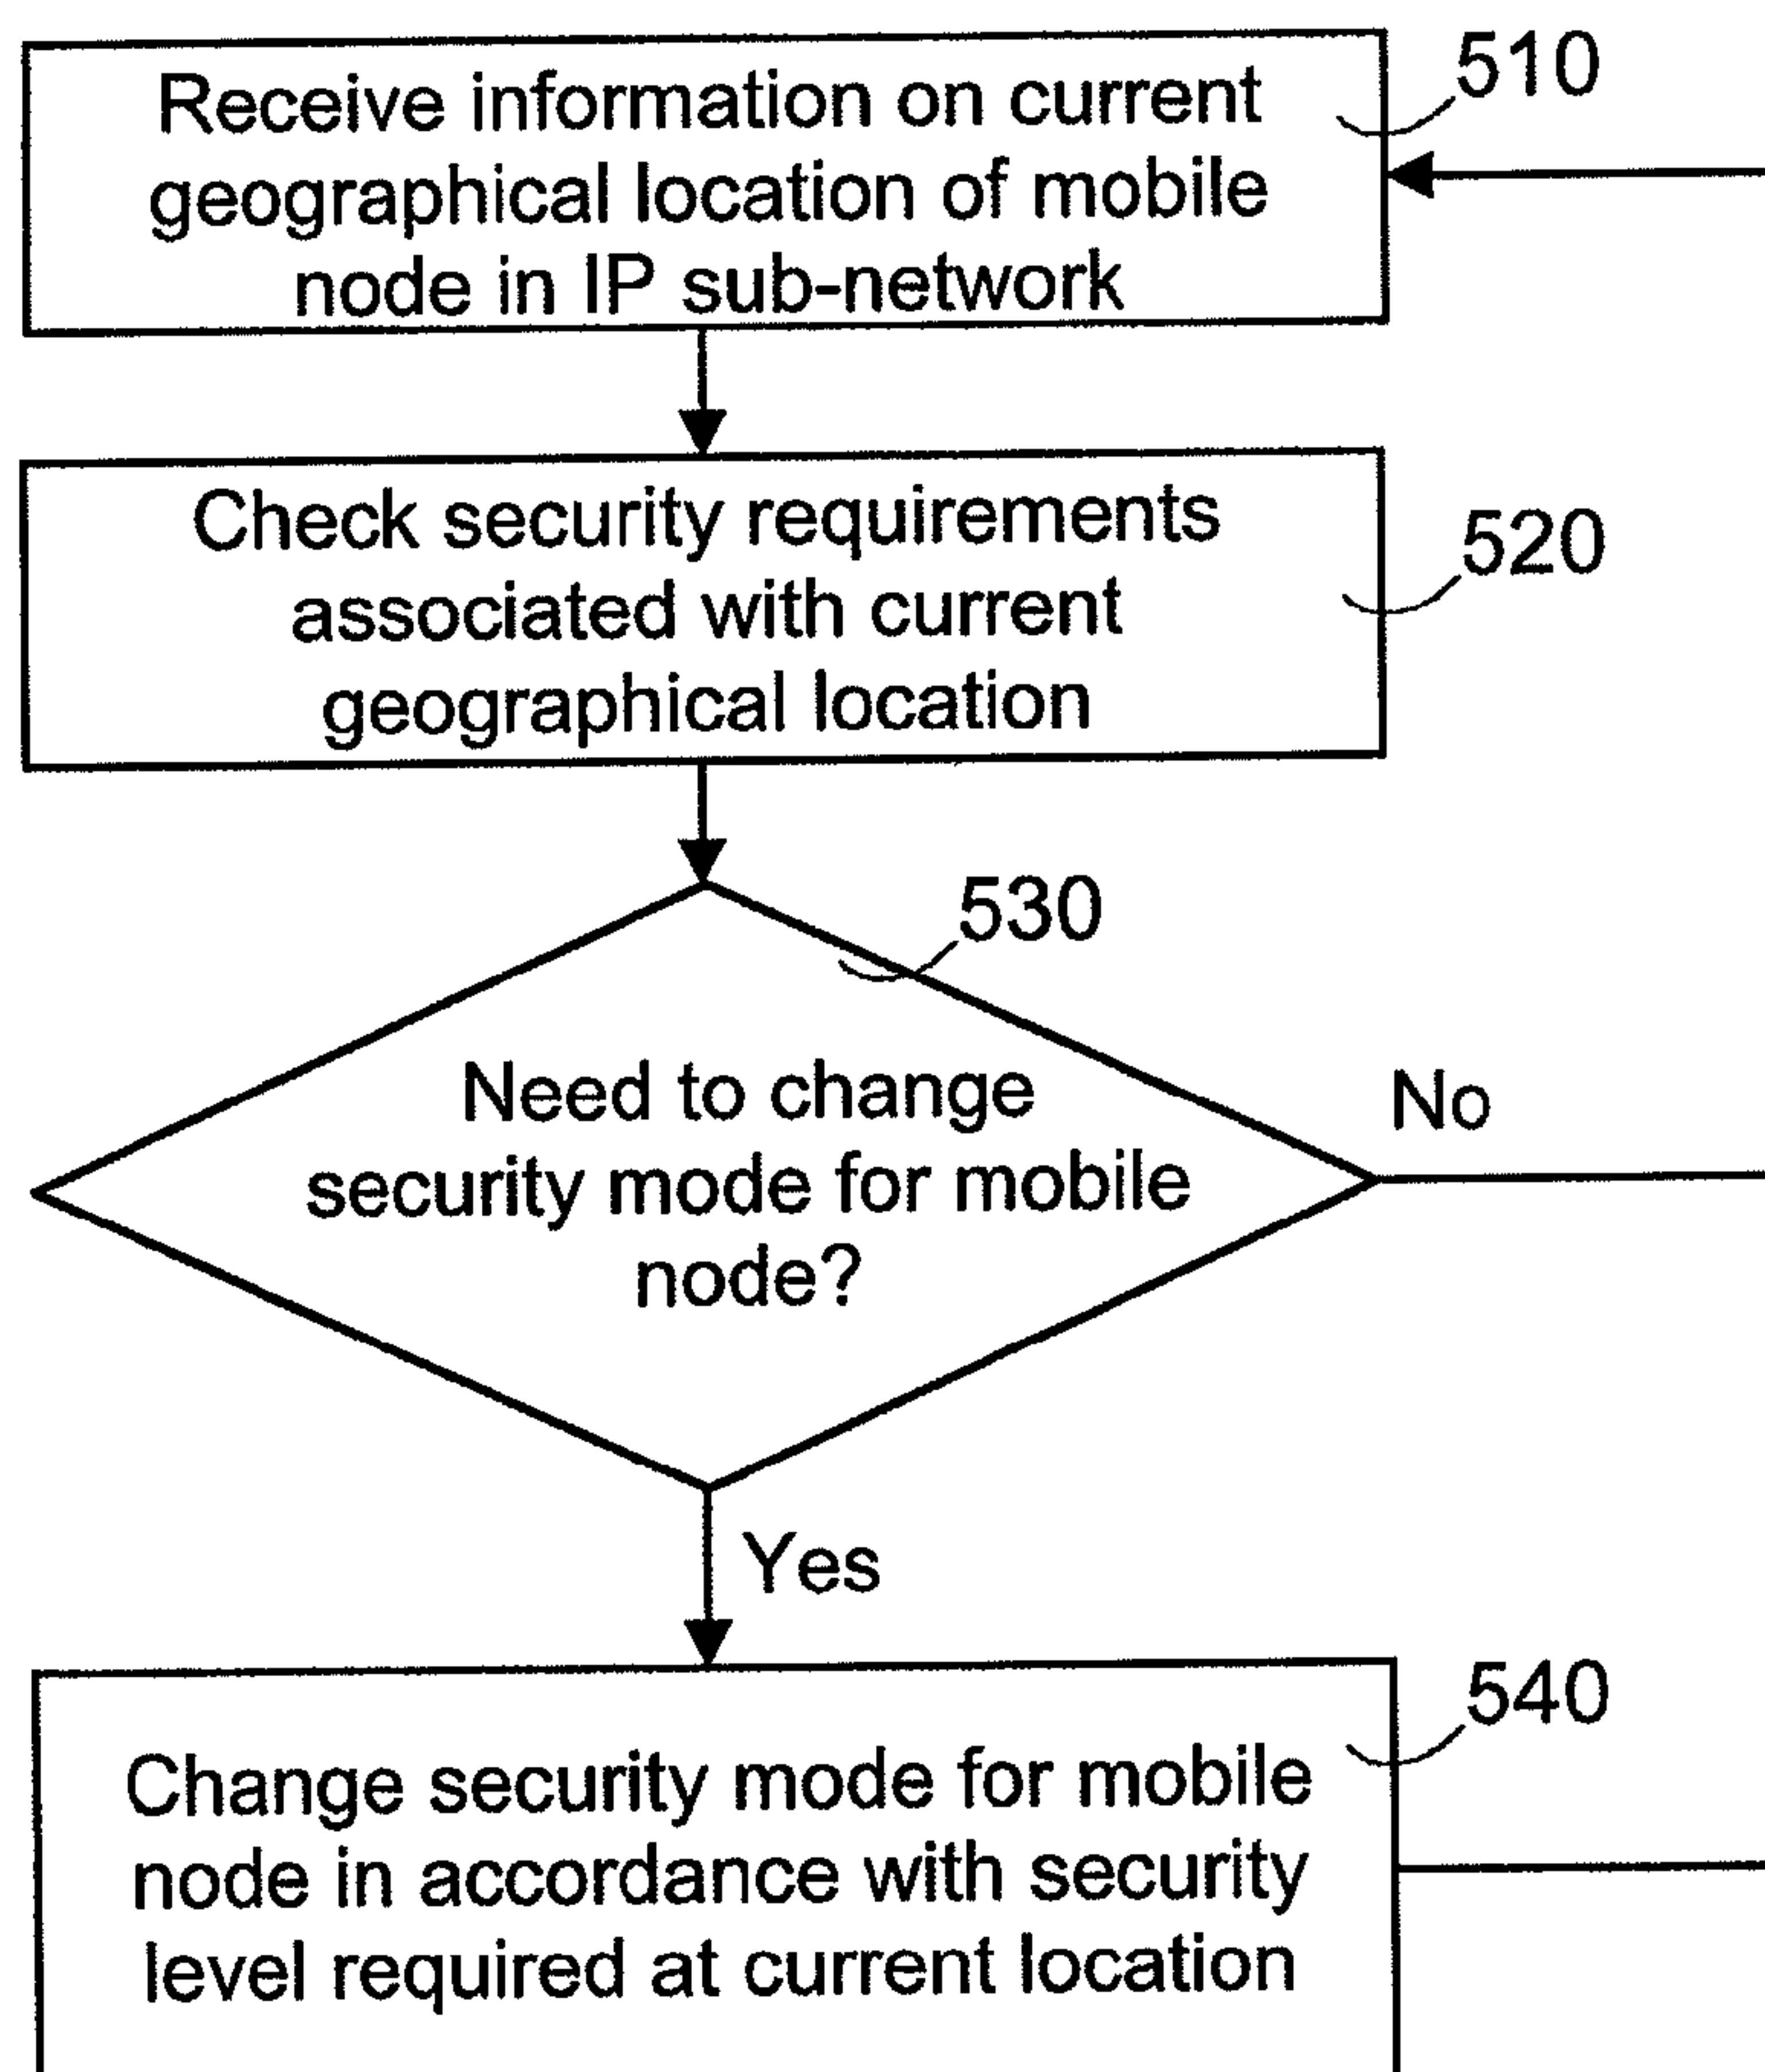 Receive information on current
geographical location of mobile
node in IP sub-network
510
Check security requirements
associated with current
geographical location
520
530
Need to change
security mode for mobile
node?
No
Yes
540
Change security mode for mobile
node in accordance with security
level required at current location